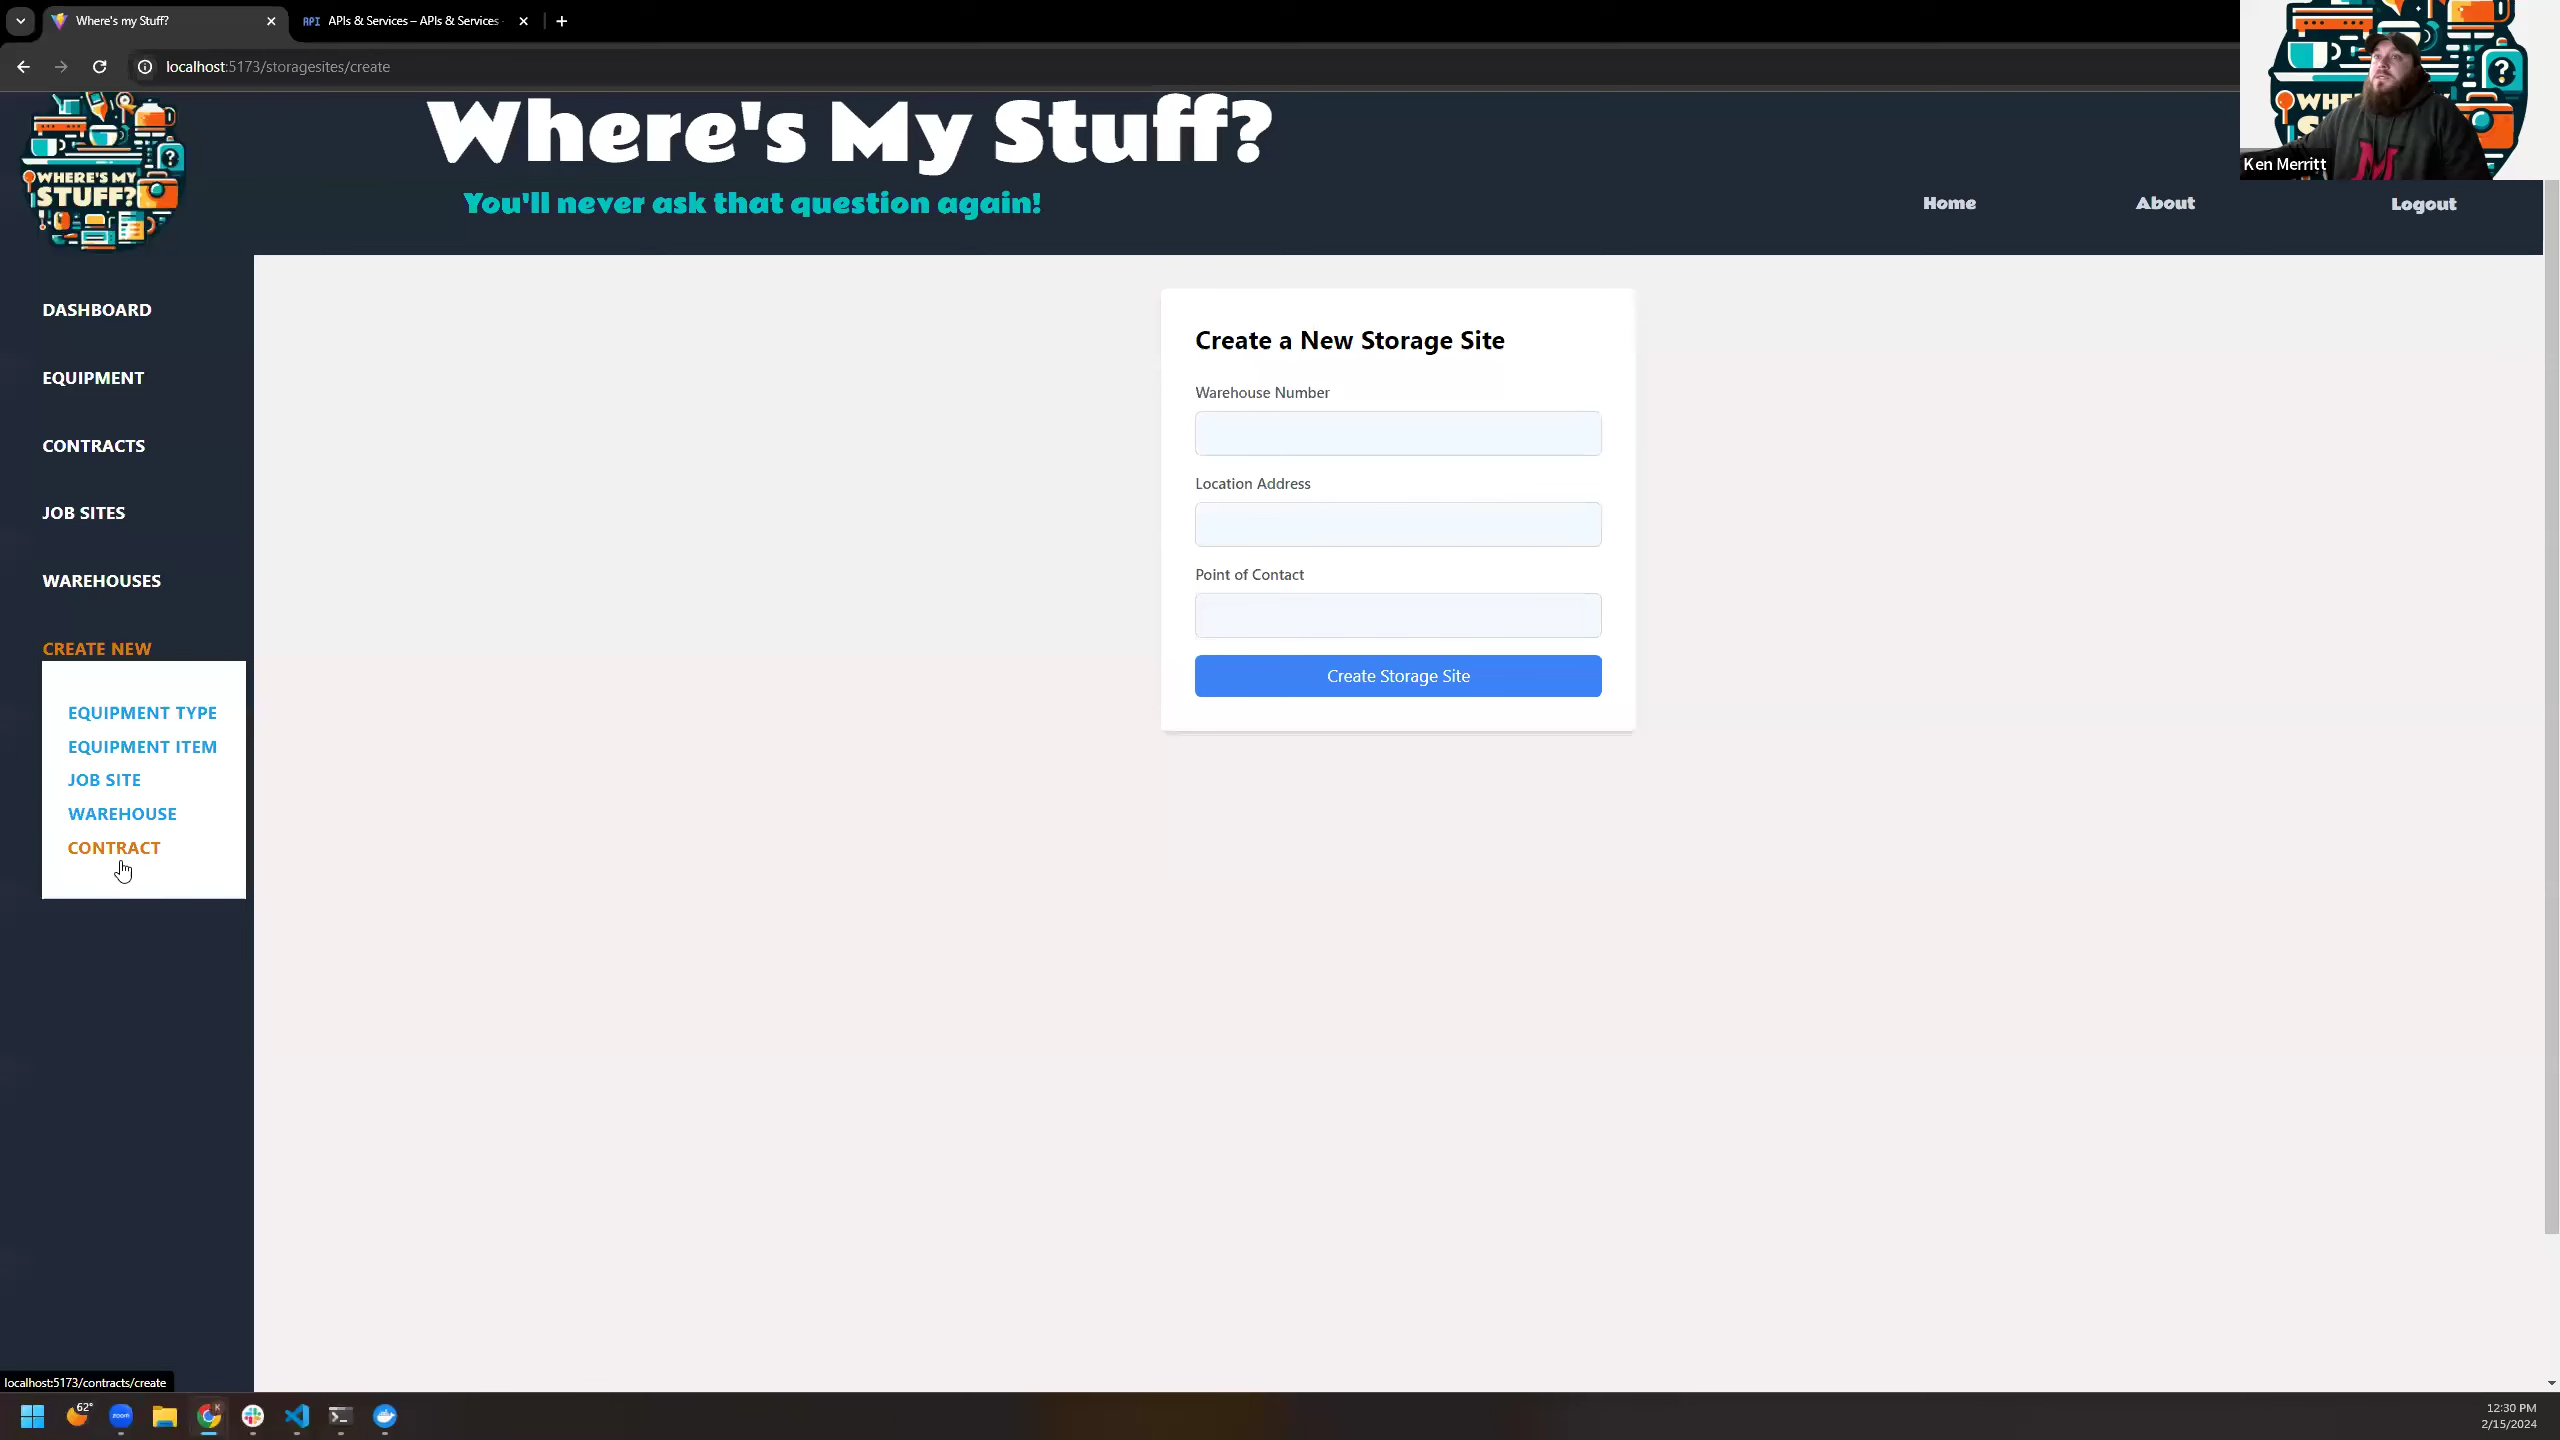 Where's my Stuff?
API APIs & Services – APIs & Services
localhost:5173/storagesites/create
WHERE'S MY
STUFF?
Where's My Stuff?
You'll never ask that question again!
Home
About
Logout
Ken Merritt
DASHBOARD
EQUIPMENT
CONTRACTS
JOB SITES
WAREHOUSES
CREATE NEW
EQUIPMENT TYPE
EQUIPMENT ITEM
JOB SITE
WAREHOUSE
CONTRACT
Create a New Storage Site
Warehouse Number
Location Address
Point of Contact
Create Storage Site
localhost:5173/contracts/create
62°
zoom
12:30 PM
2/15/2024